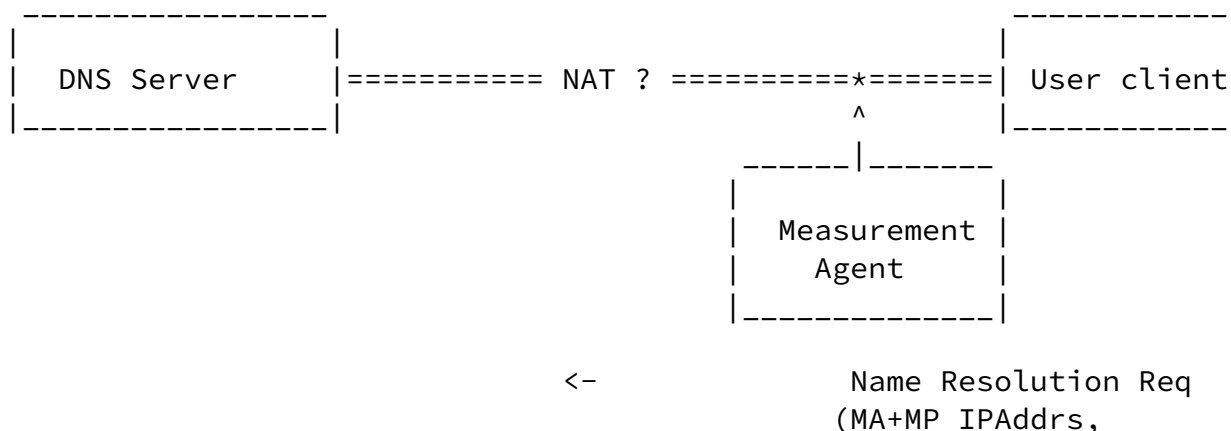 DNS Server =========== NAT ? ==========*======= User client
^
Measurement
Agent
<- Name Resolution Req
(MA+MP IPAddrs,